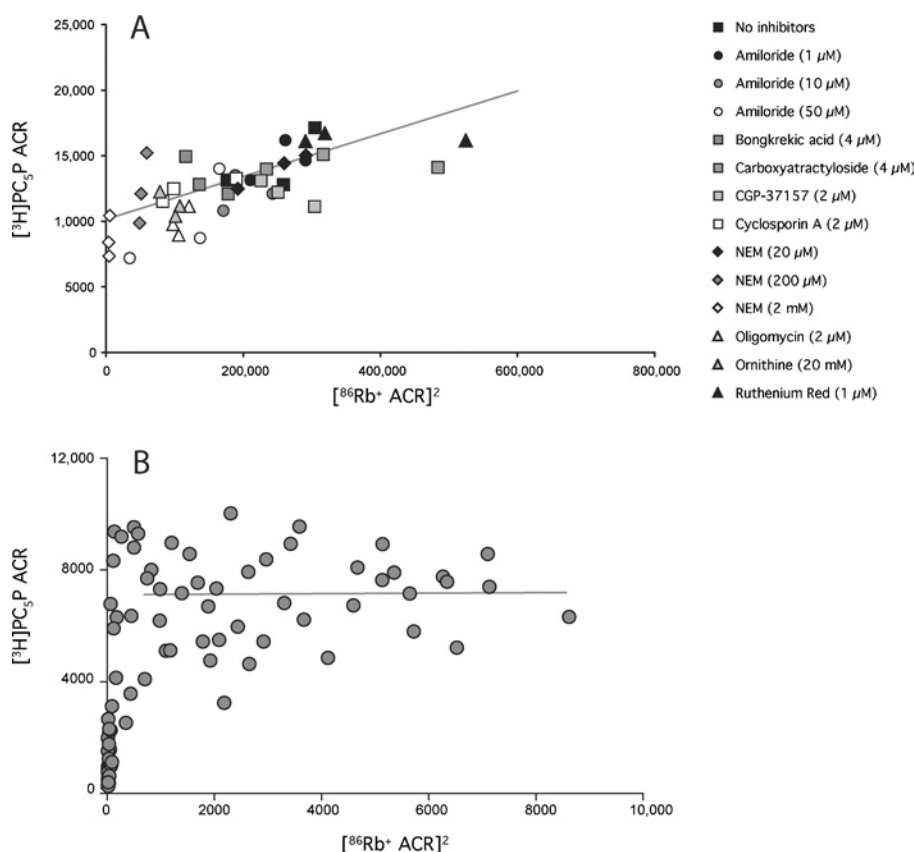 A
25,000
20,000
15,000
10,000
5000
0
0
200,000
400,000
600,000
800,000
[³H]PC₅P ACR
[⁸⁶Rb⁺ ACR]²
No inhibitors
Amiloride (1 µM)
Amiloride (10 µM)
Amiloride (50 µM)
Bongkrekic acid (4 µM)
Carboxyatractyloside (4 µM)
CGP-37157 (2 µM)
Cyclosporin A (2 µM)
NEM (20 µM)
NEM (200 µM)
NEM (2 mM)
Oligomycin (2 µM)
Ornithine (20 mM)
Ruthenium Red (1 µM)
B
12,000
8000
4000
0
0
2000
4000
6000
8000
10,000
[³H]PC₅P ACR
[⁸⁶Rb⁺ ACR]²